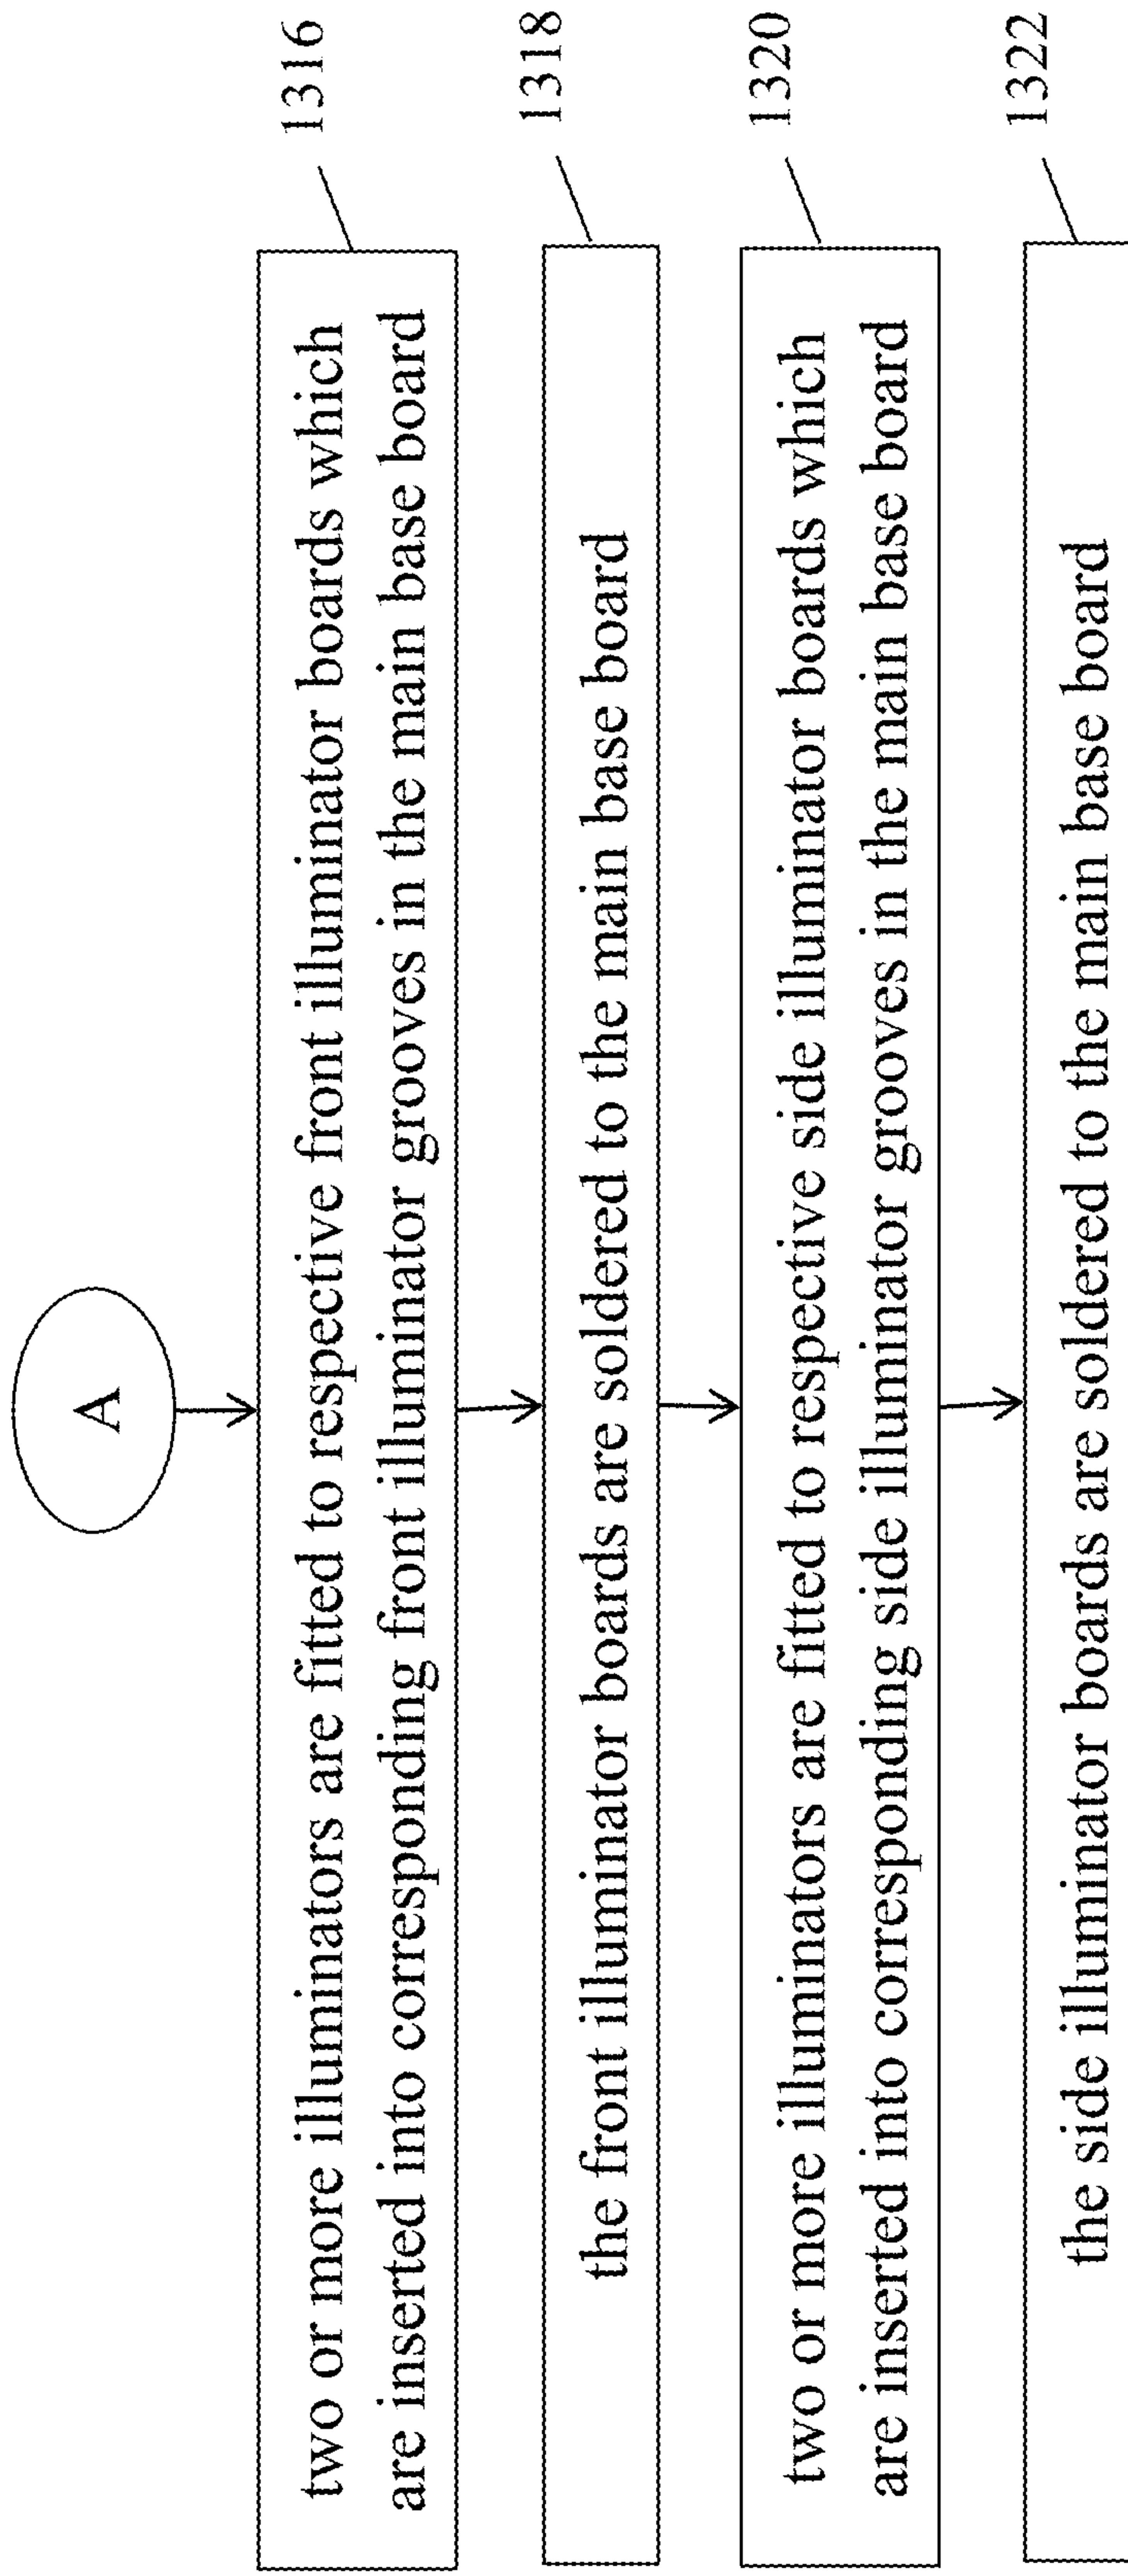 A
1316
two or more illuminators are fitted to respective front illuminator boards which
are inserted into corresponding front illuminator grooves in the main base board
1318
the front illuminator boards are soldered to the main base board
1320
two or more illuminators are fitted to respective side illuminator boards which
are inserted into corresponding side illuminator grooves in the main base board
1322
the side illuminator boards are soldered to the main base board